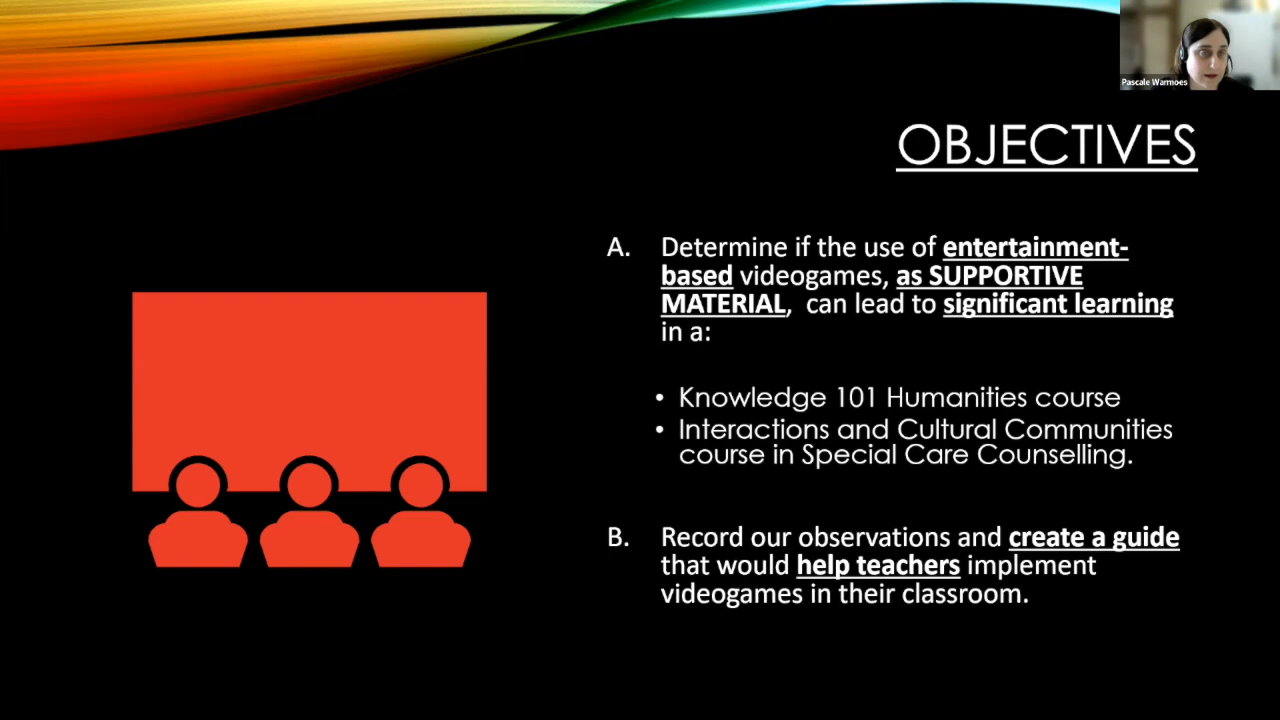 Pascale Warmoes
OBJECTIVES
A. Determine if the use of entertainment-
based videogames, as SUPPORTIVE
MATERIAL, can lead to significant learning
in a:
• Knowledge 101 Humanities course
• Interactions and Cultural Communities
course in Special Care Counselling.
B. Record our observations and create a guide
that would help teachers implement
videogames in their classroom.